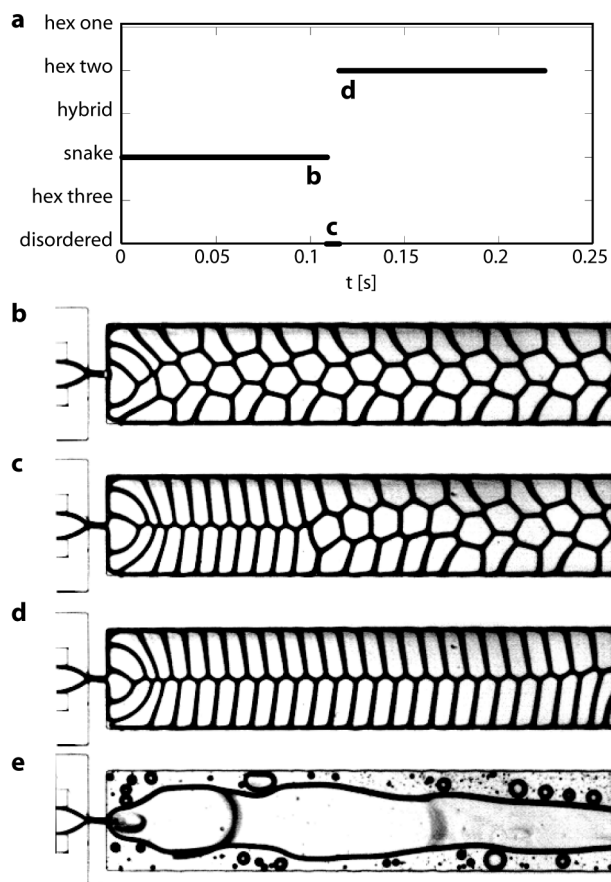 a
hex one
hex two
hybrid
snake
hex three
disordered
d
b
c
0
0.05
0.1
0.15
0.2
0.25
t [s]
b
c
d
e